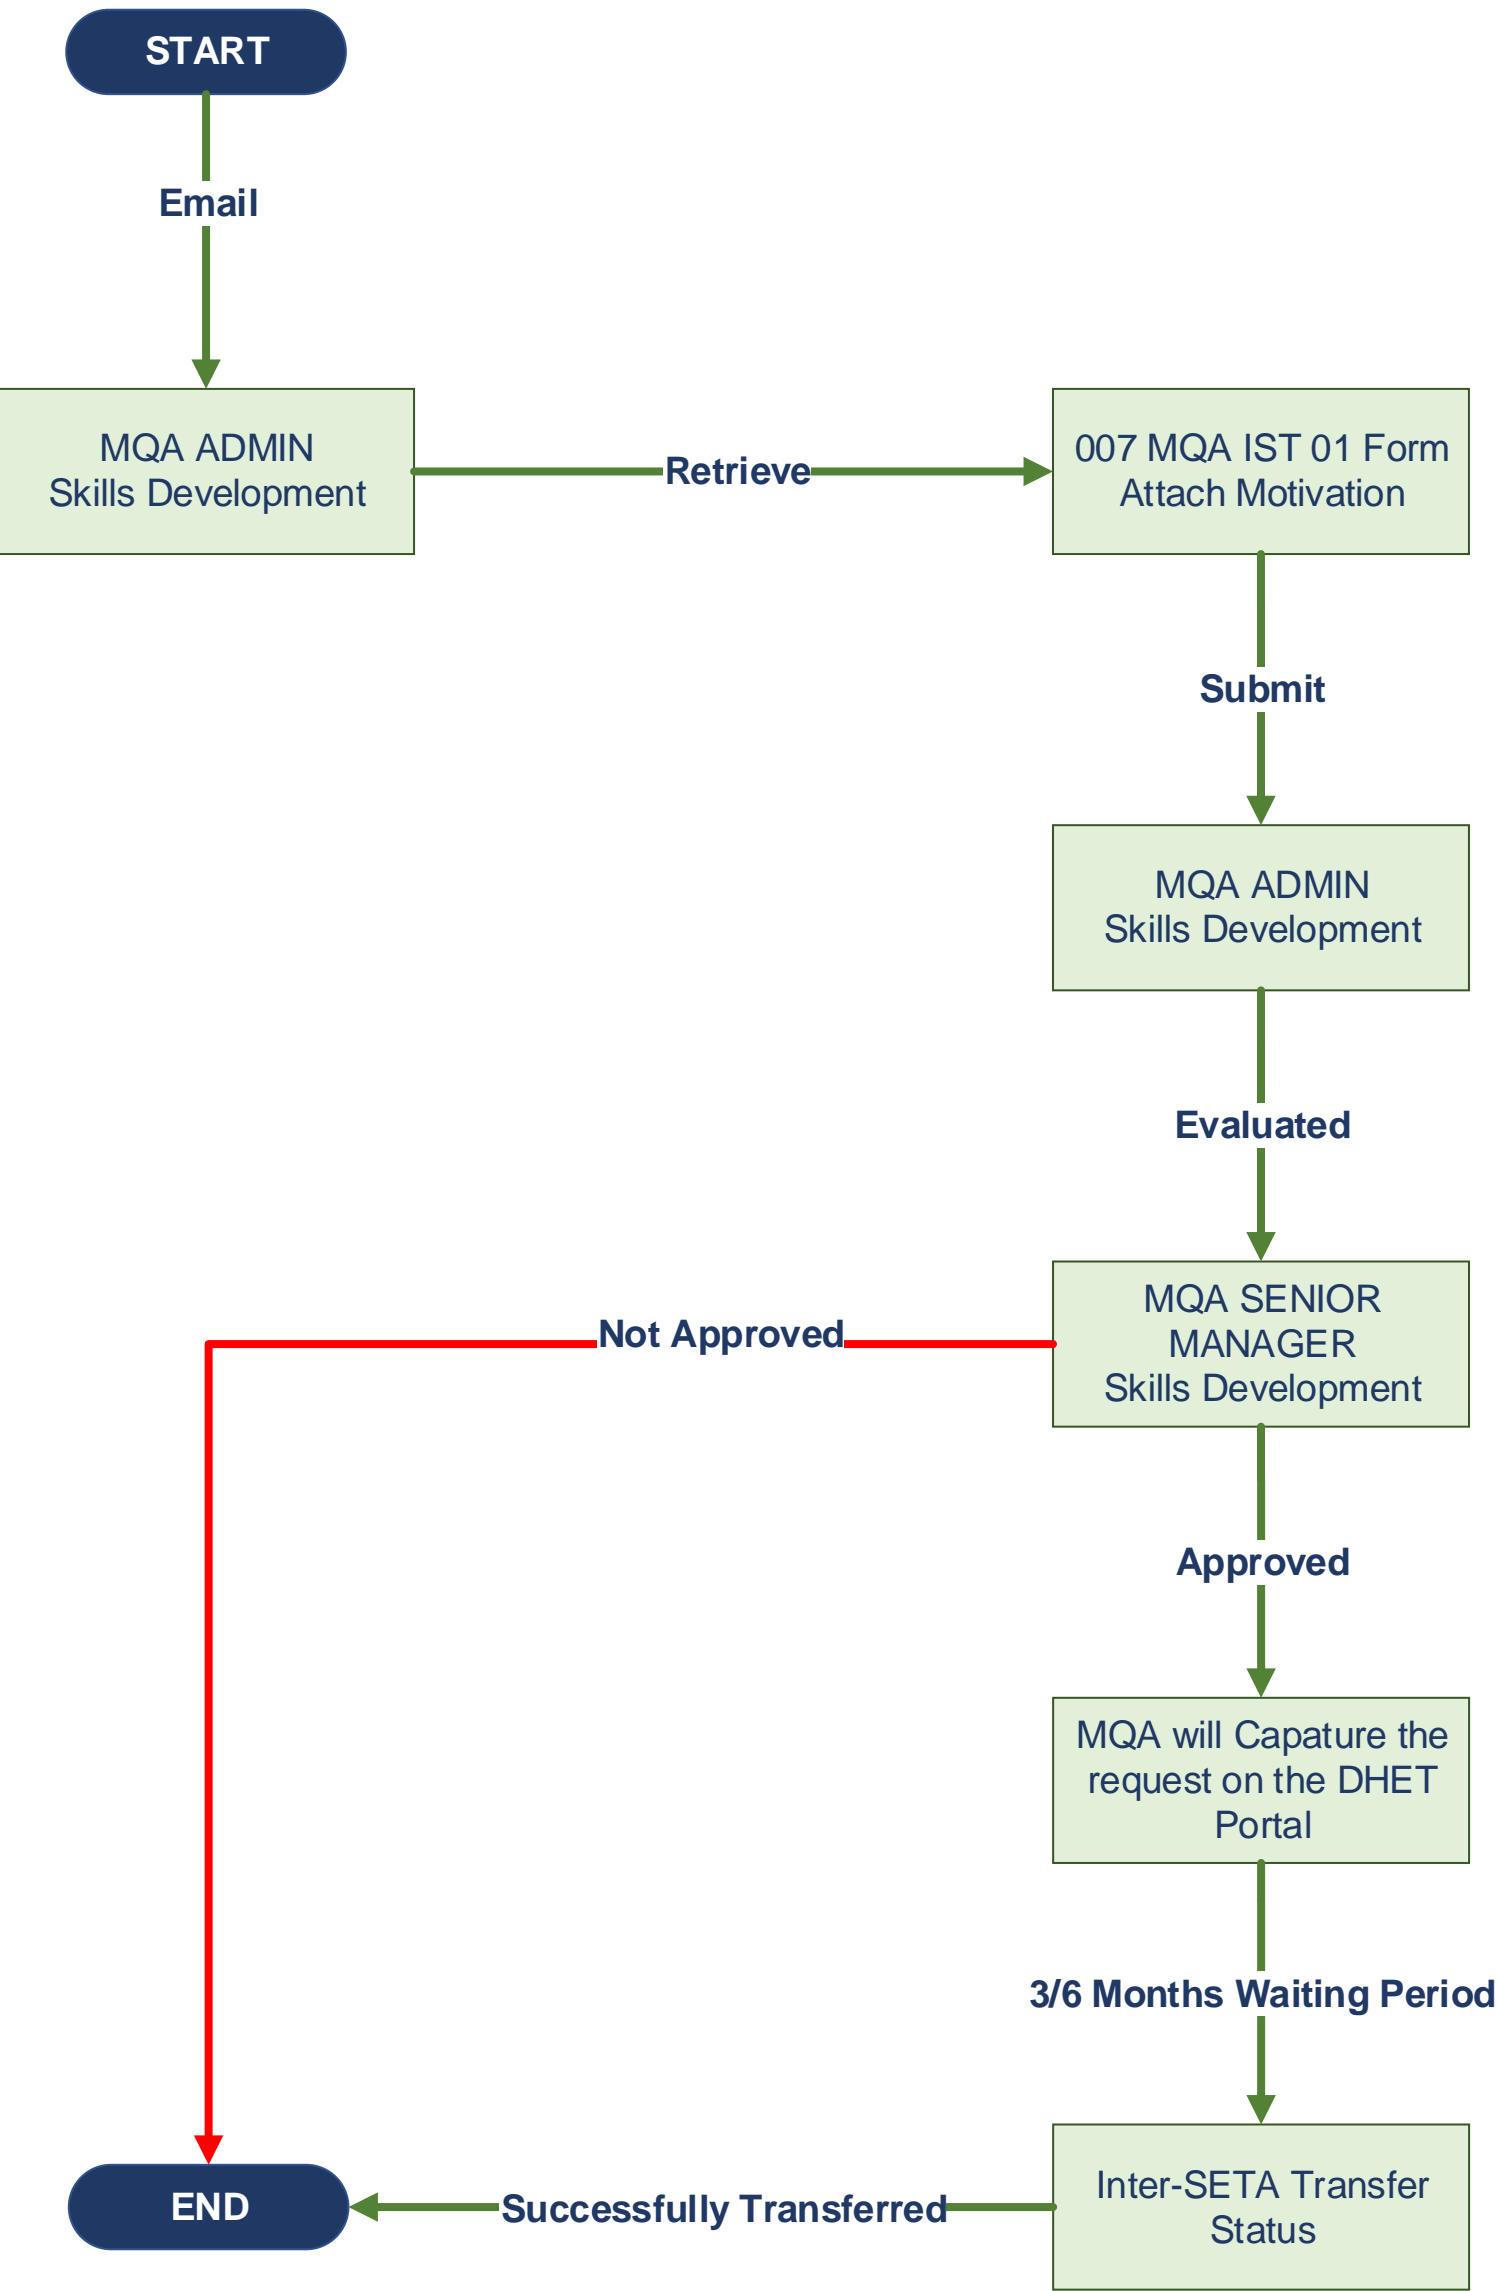 START
Email
MQA ADMIN
Skills Development
Retrieve
007 MQA IST 01 Form
Attach Motivation
Submit
MQA ADMIN
Skills Development
Evaluated
MQA SENIOR
MANAGER
Skills Development
Not Approved
Approved
MQA will Capature the
request on the DHET
Portal
3/6 Months Waiting Period
Inter-SETA Transfer
Status
Successfully Transferred
END